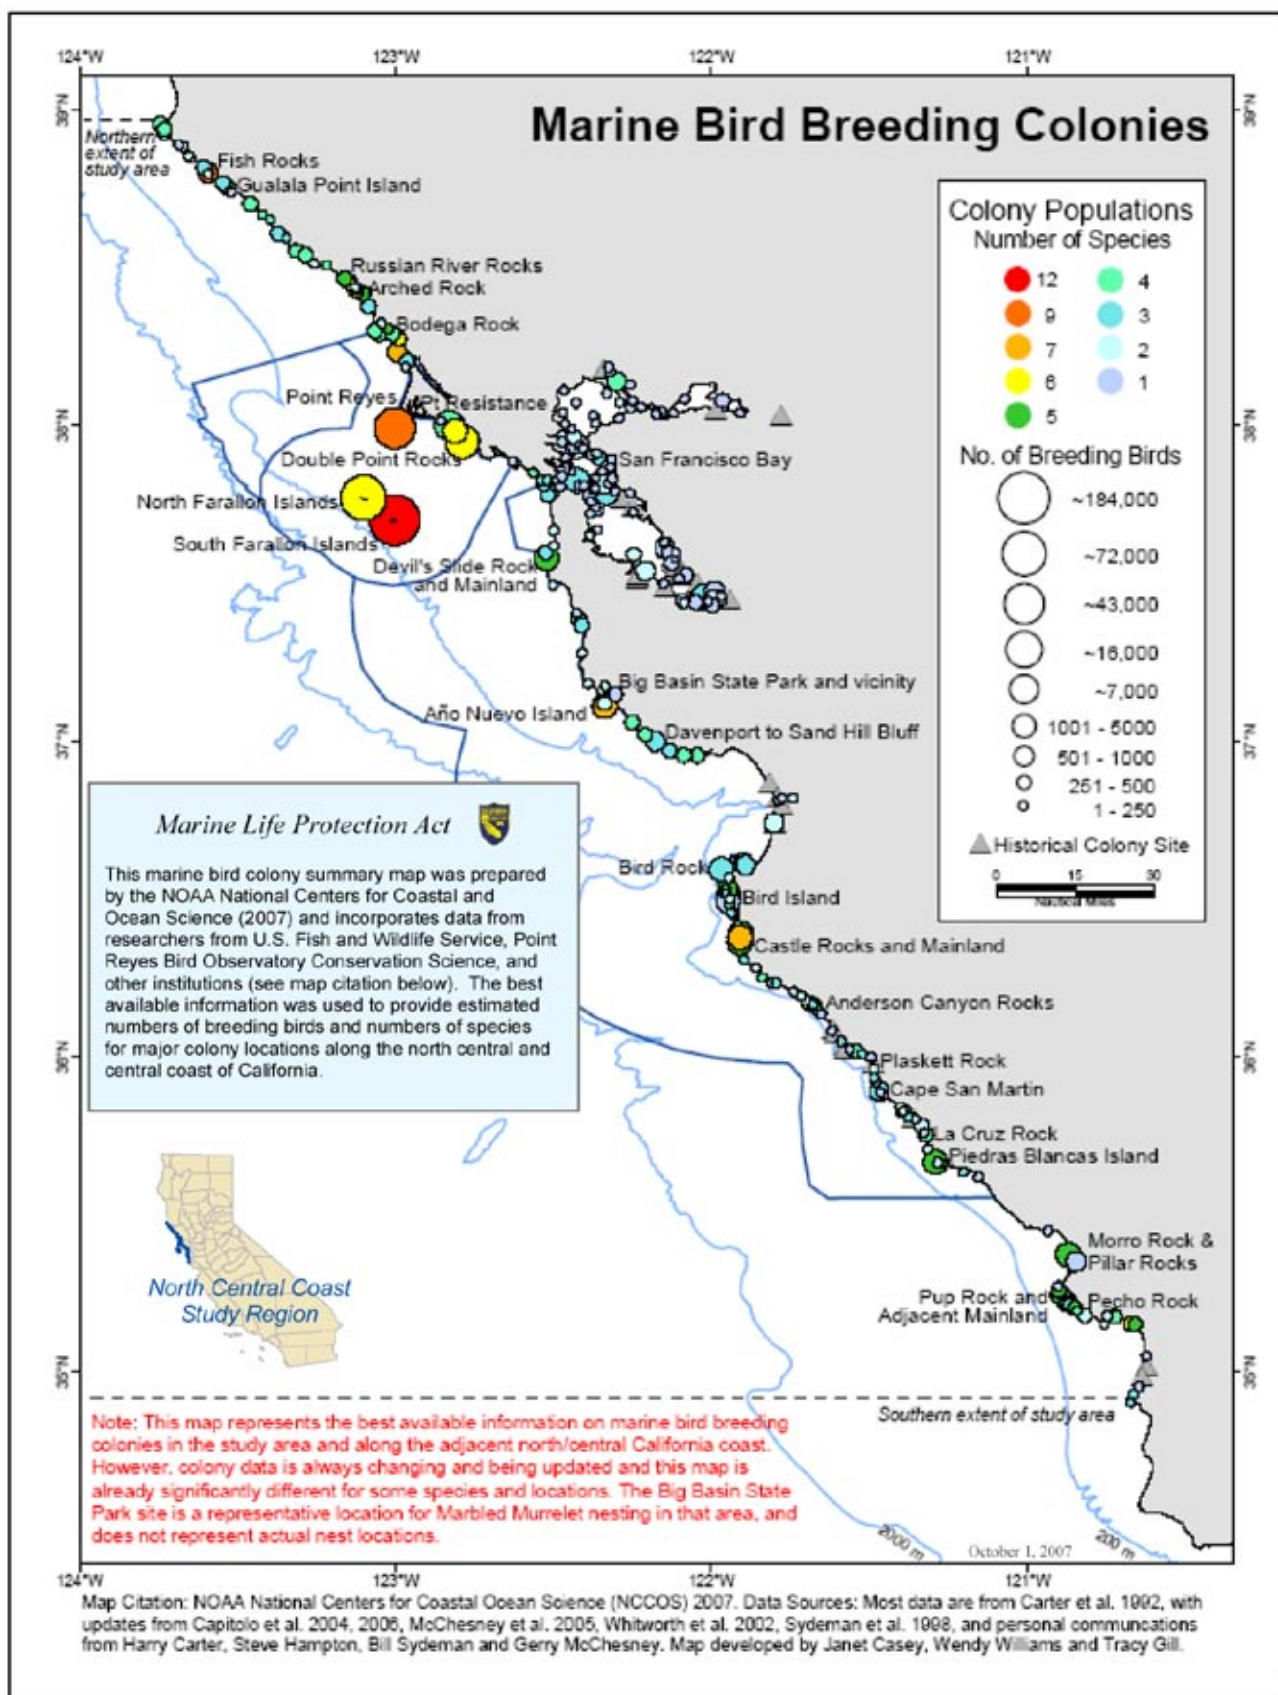 124°W 123°W 122°W 121°W
39°N 39°N
Marine Bird Breeding Colonies
Northern
extent of
study area
Fish Rocks
Gualala Point Island
Russian River Rocks
Arched Rock
Bodega Rock
Point Reyes
Pt Resistance
38°N 38°N
Double Point Rocks
San Francisco Bay
North Farallon Islands
South Farallon Islands
Devil's Slide Rock
and Mainland
Big Basin State Park and vicinity
Año Nuevo Island
Davenport to Sand Hill Bluff
37°N 37°N
Bird Rock
Bird Island
Castle Rocks and Mainland
Anderson Canyon Rocks
36°N 36°N
Plaskett Rock
Cape San Martin
La Cruz Rock
Piedras Blancas Island
Morro Rock &
Pillar Rocks
Pup Rock and
Adjacent Mainland
Pecho Rock
35°N 35°N
Southern extent of study area
Colony Populations
Number of Species
12 4
9 3
7 2
6 1
5
No. of Breeding Birds
~184,000
~72,000
~43,000
~16,000
~7,000
1001 - 5000
501 - 1000
251 - 500
1 - 250
Historical Colony Site
0 15 30
Nautical Miles
Marine Life Protection Act
This marine bird colony summary map was prepared
by the NOAA National Centers for Coastal and
Ocean Science (2007) and incorporates data from
researchers from U.S. Fish and Wildlife Service, Point
Reyes Bird Observatory Conservation Science, and
other institutions (see map citation below). The best
available information was used to provide estimated
numbers of breeding birds and numbers of species
for major colony locations along the north central and
central coast of California.
North Central Coast
Study Region
Note: This map represents the best available information on marine bird breeding
colonies in the study area and along the adjacent north/central California coast.
However, colony data is always changing and being updated and this map is
already significantly different for some species and locations. The Big Basin State
Park site is a representative location for Marbled Murrelet nesting in that area, and
does not represent actual nest locations.
2000 m
October 1, 2007
200 m
124°W 123°W 122°W 121°W
Map Citation: NOAA National Centers for Coastal Ocean Science (NCCOS) 2007. Data Sources: Most data are from Carter et al. 1992, with
updates from Capitolo et al. 2004, 2006, McChesney et al. 2005, Whitworth et al. 2002, Sydeman et al. 1998, and personal communcations
from Harry Carter, Steve Hampton, Bill Sydeman and Gerry McChesney. Map developed by Janet Casey, Wendy Williams and Tracy Gill.